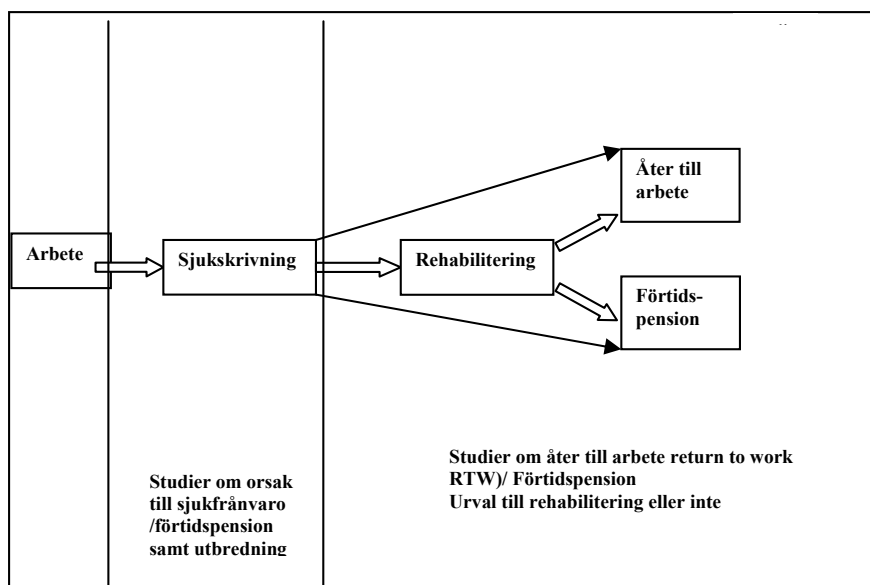 Arbete
Sjukskrivning
Rehabilitering
Åter till
arbete
Förtids-
pension
Studier om orsak
till sjukfrånvaro
/förtidspension
samt utbredning
Studier om åter till arbete return to work
RTW)/ Förtidspension
Urval till rehabilitering eller inte